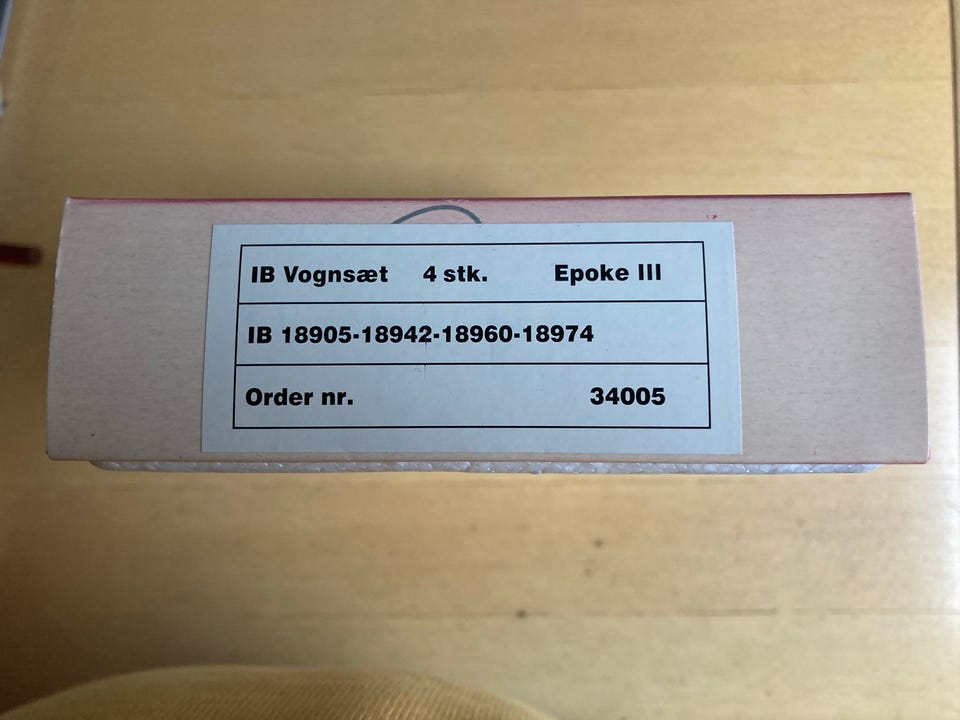 IB Vognsæt 4 stk. Epoke III
IB 18905-18942-18960-18974
Order nr. 34005